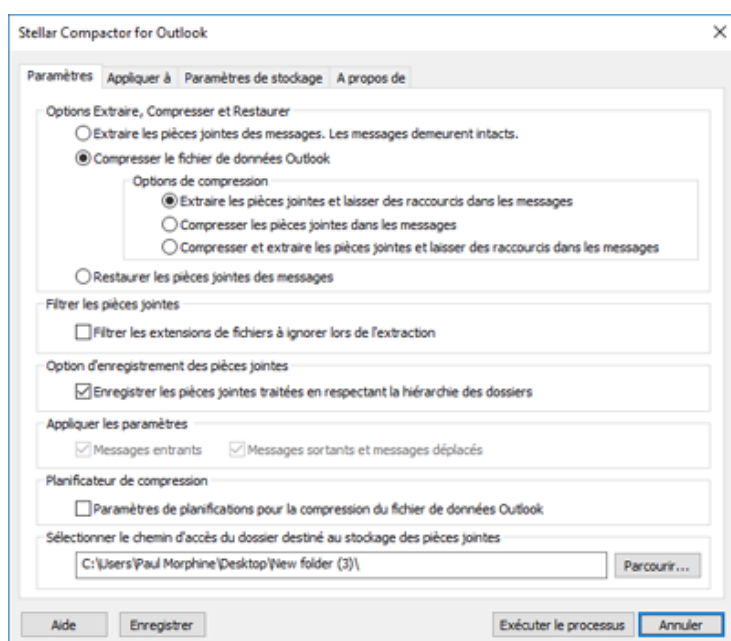 Stellar Compactor for Outlook
Paramètres Appliquer à Paramètres de stockage A propos de
Options Extraire, Compresser et Restaurer
Extraire les pièces jointes des messages. Les messages demeurent intacts.
Compresser le fichier de données Outlook
Options de compression
Extraire les pièces jointes et laisser des raccourcis dans les messages
Compresser les pièces jointes dans les messages
Compresser et extraire les pièces jointes et laisser des raccourcis dans les messages
Restaurer les pièces jointes des messages
Filtrer les pièces jointes
Filtrer les extensions de fichiers à ignorer lors de l'extraction
Option d'enregistrement des pièces jointes
Enregistrer les pièces jointes traitées en respectant la hiérarchie des dossiers
Appliquer les paramètres
Messages entrants Messages sortants et messages déplacés
Planificateur de compression
Paramètres de planifications pour la compression du fichier de données Outlook
Sélectionner le chemin d'accès du dossier destiné au stockage des pièces jointes
C:\Users\Paul Morphine\Desktop\New folder (3)\ Parcourir...
Aide Enregistrer Exécuter le processus Annuler